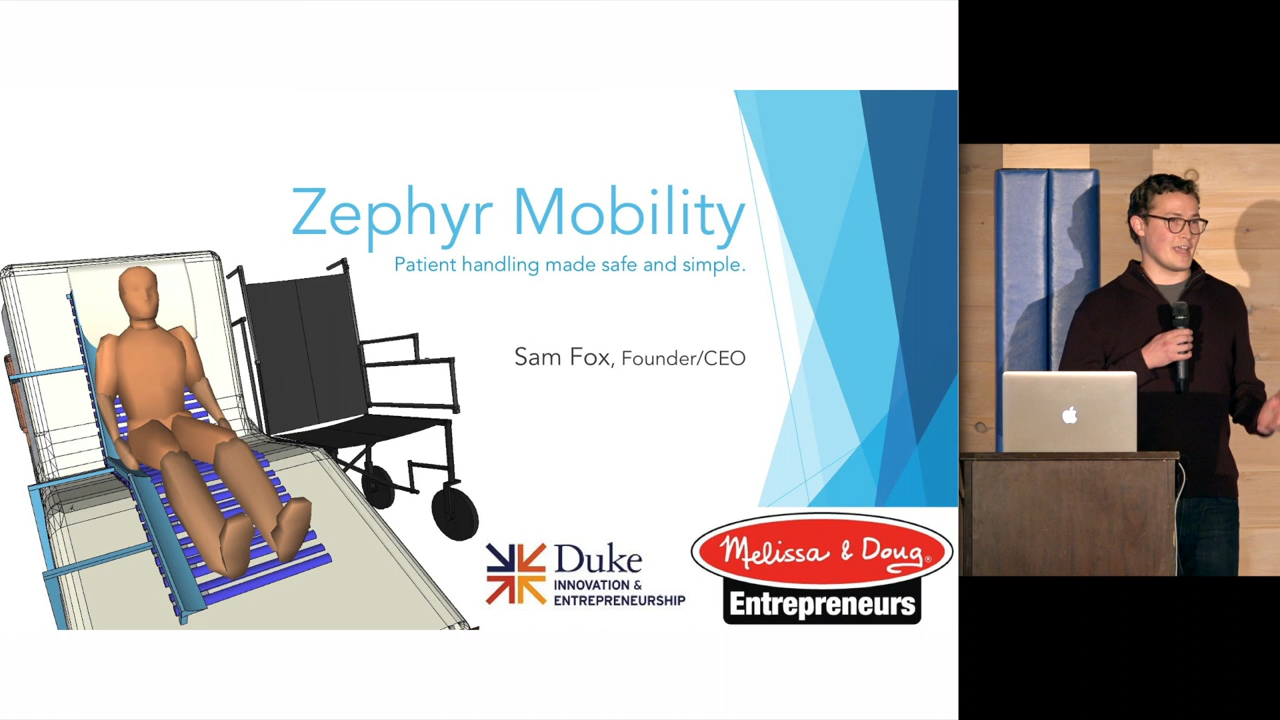 Zephyr Mobility
Patient handling made safe and simple.
Sam Fox, Founder/CEO
Duke
INNOVATION &
ENTREPRENEURSHIP
Melissa & Doug®
Entrepreneurs